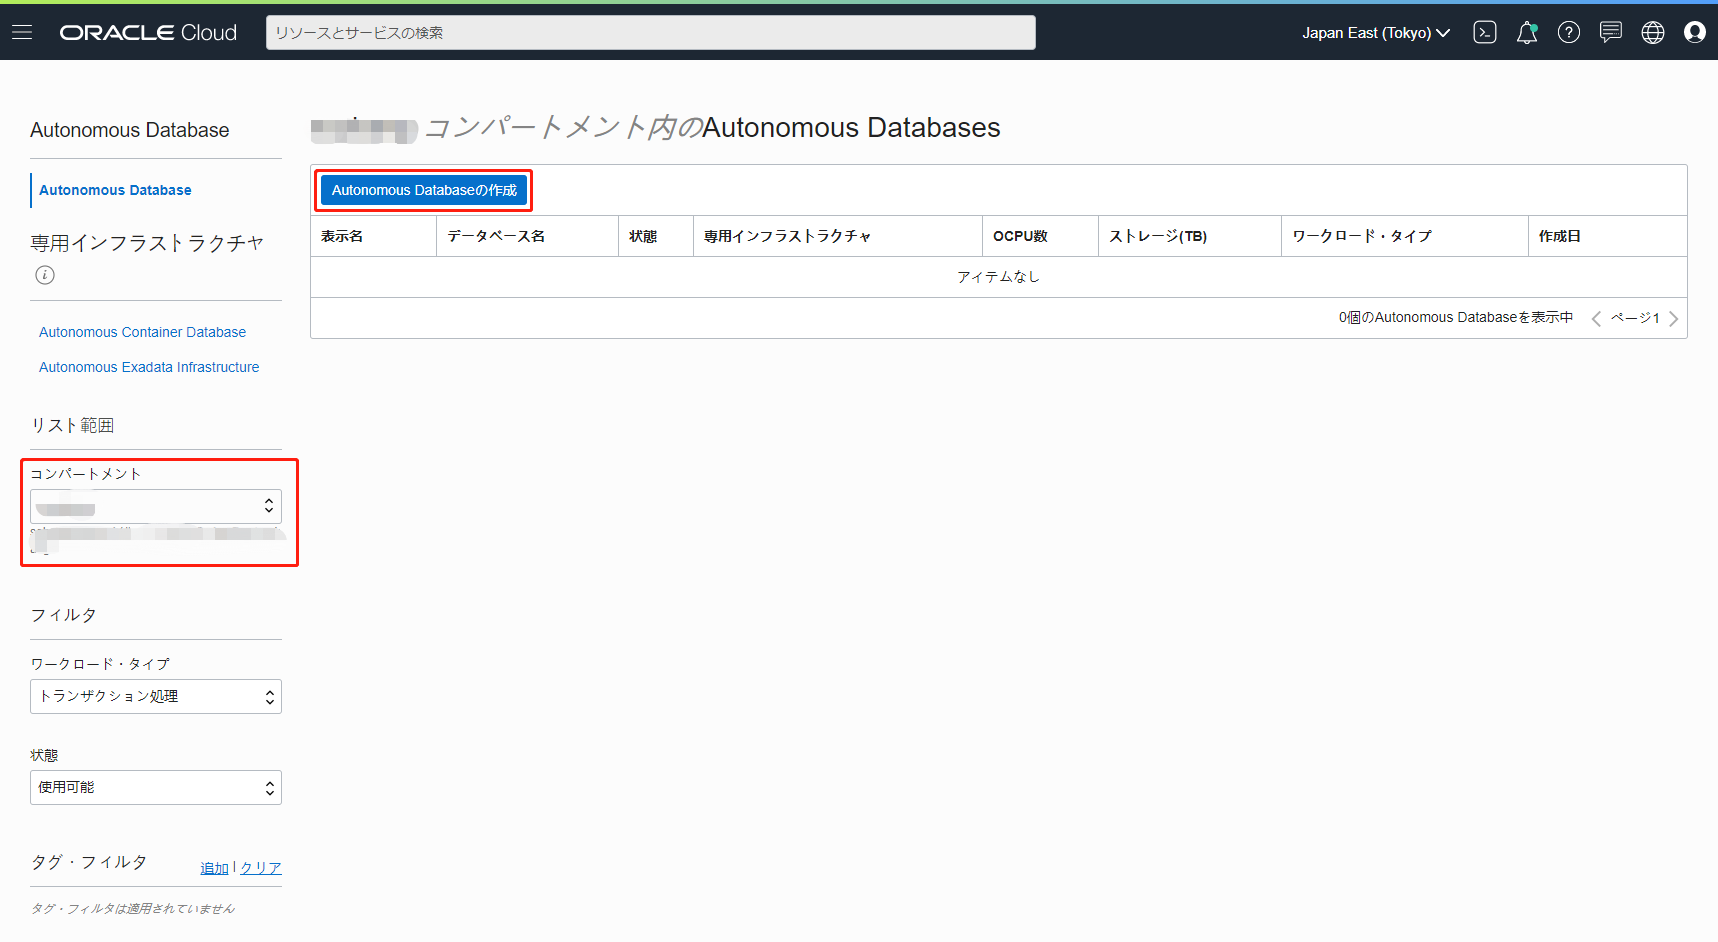 ORACLE Cloud
リソースとサービスの検索
Japan East (Tokyo)
Autonomous Database
Autonomous Database
専用インフラストラクチャ
Autonomous Container Database
Autonomous Exadata Infrastructure
リスト範囲
コンパートメント
フィルタ
ワークロード・タイプ
トランザクション処理
状態
使用可能
タグ・フィルタ 追加 | クリア
タグ・フィルタは適用されていません
コンパートメント内のAutonomous Databases
Autonomous Databaseの作成
表示名 データベース名 状態 専用インフラストラクチャ OCPU数 ストレージ(TB) ワークロード・タイプ 作成日
アイテムなし
0個のAutonomous Databaseを表示中 ページ1